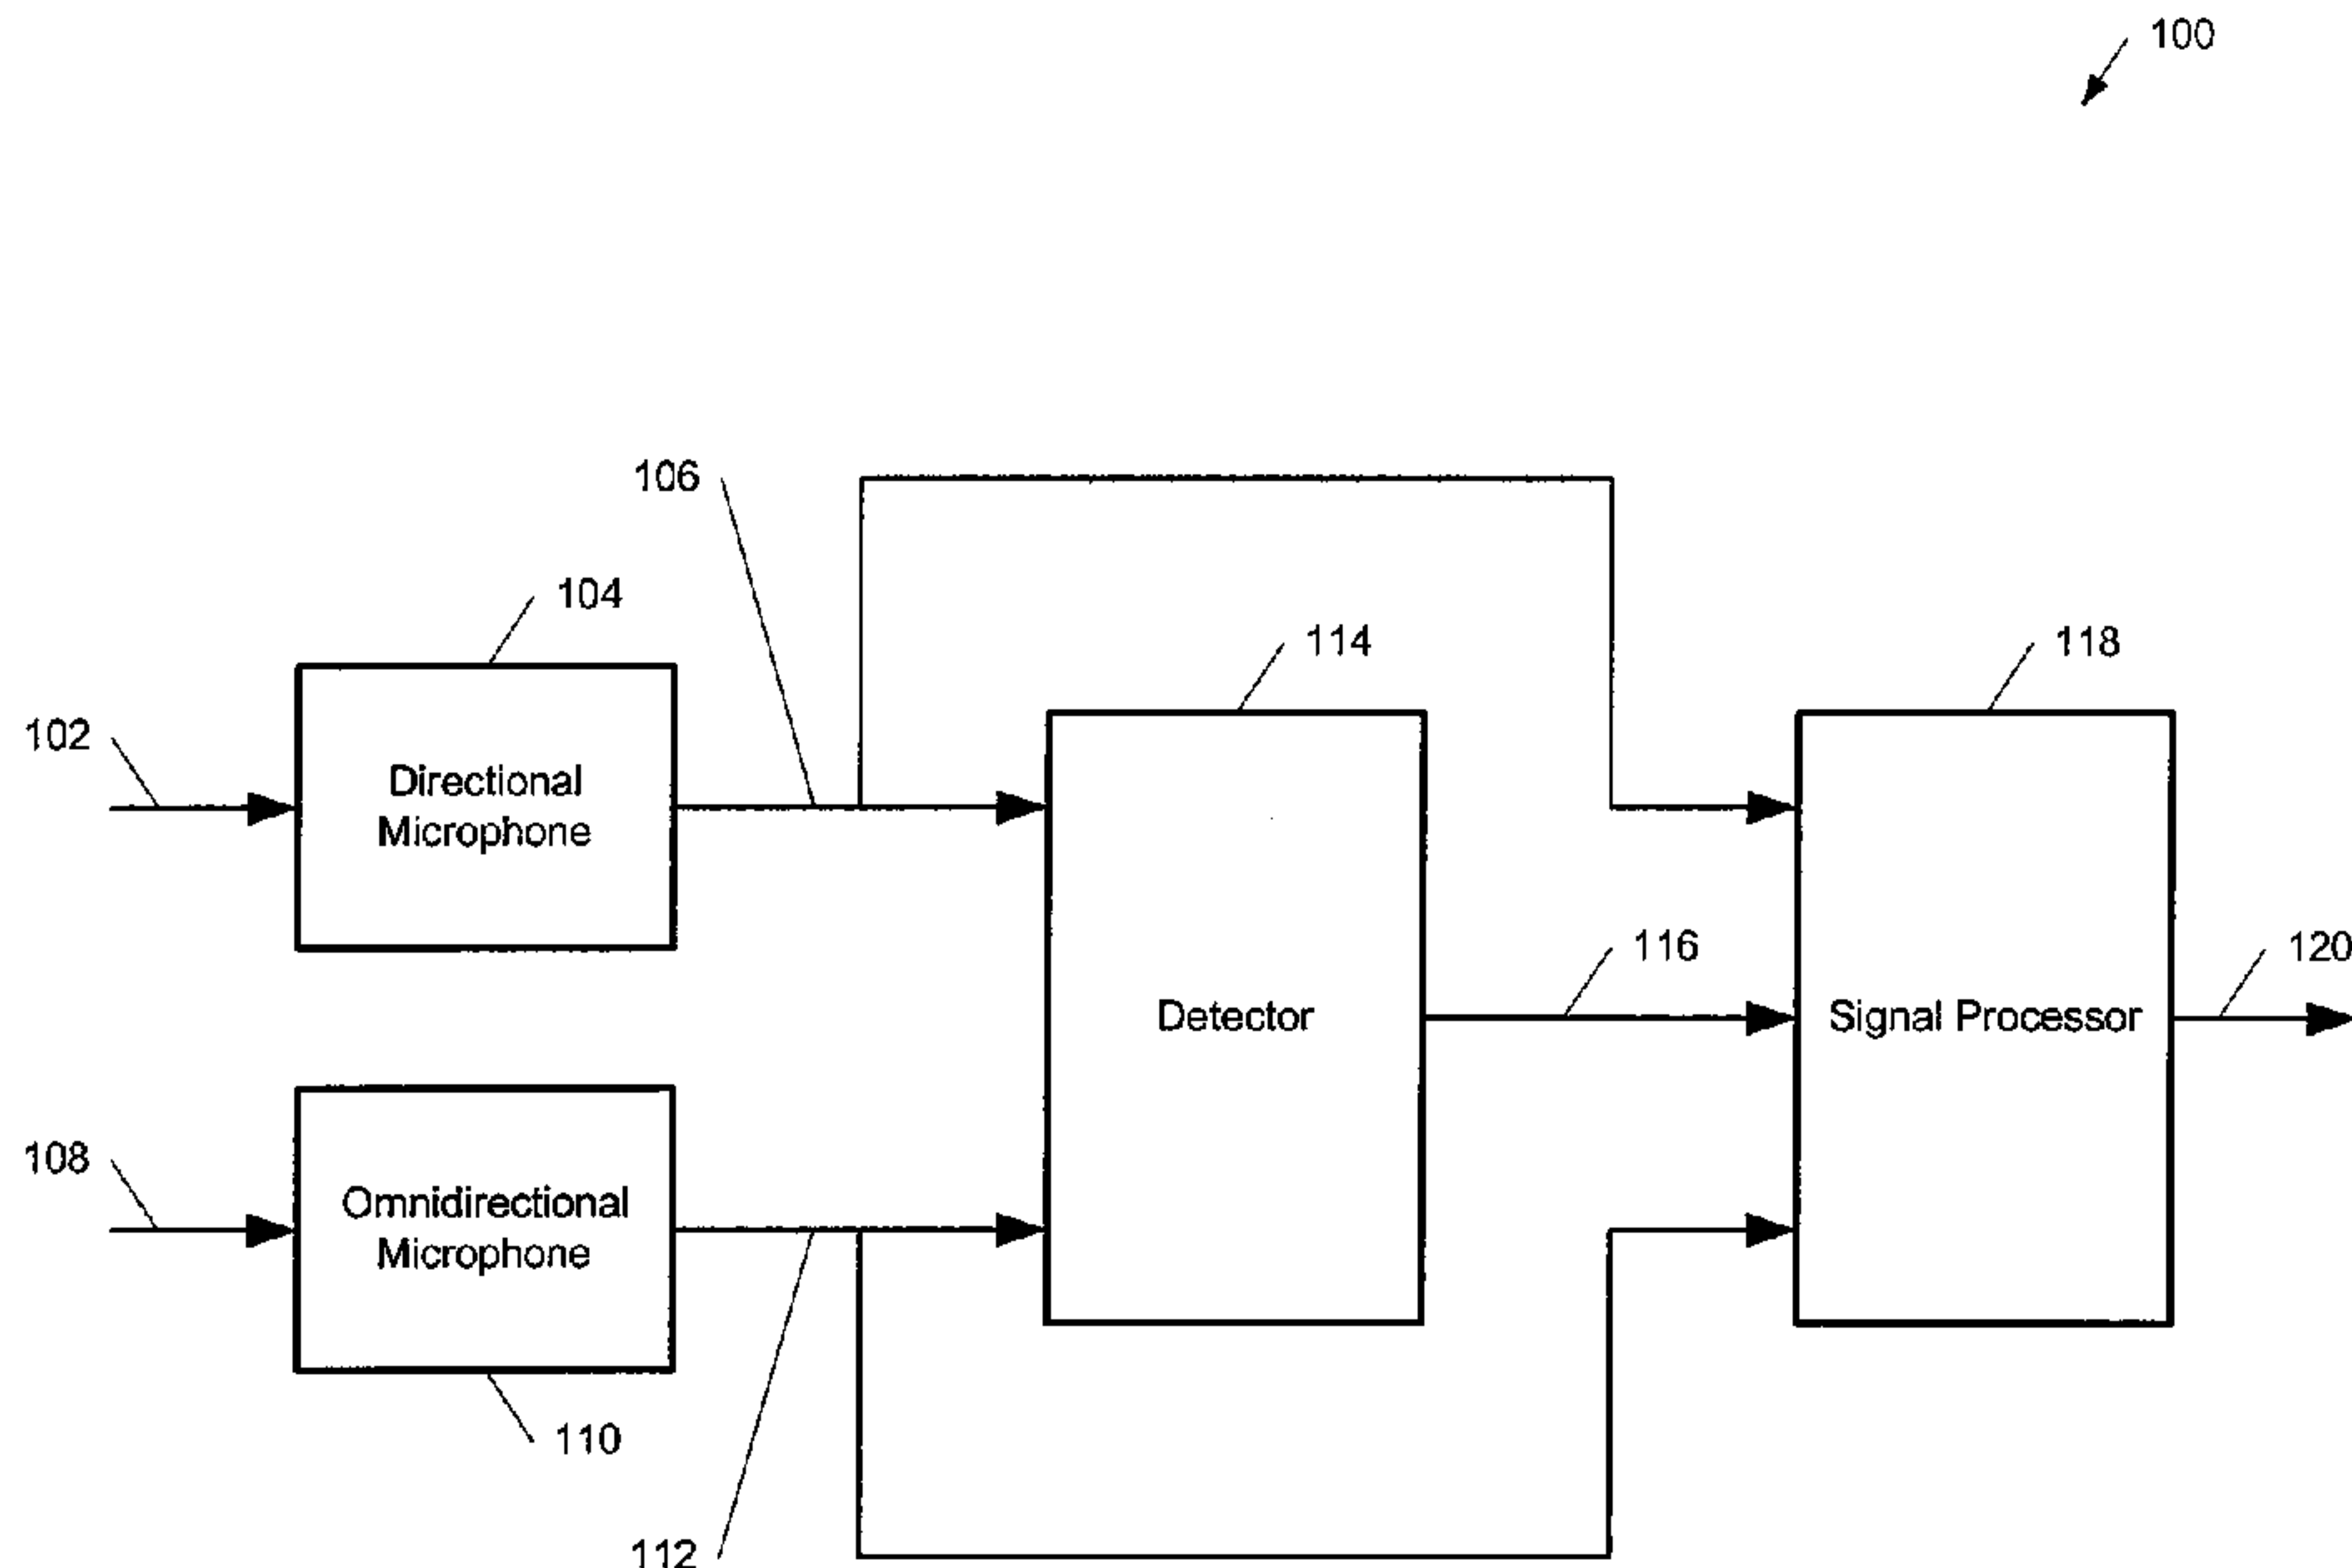 100
106
104
114
118
102
Directional
Microphone
116
120
Detector
Signal Processor
108
Omnidirectional
Microphone
110
112